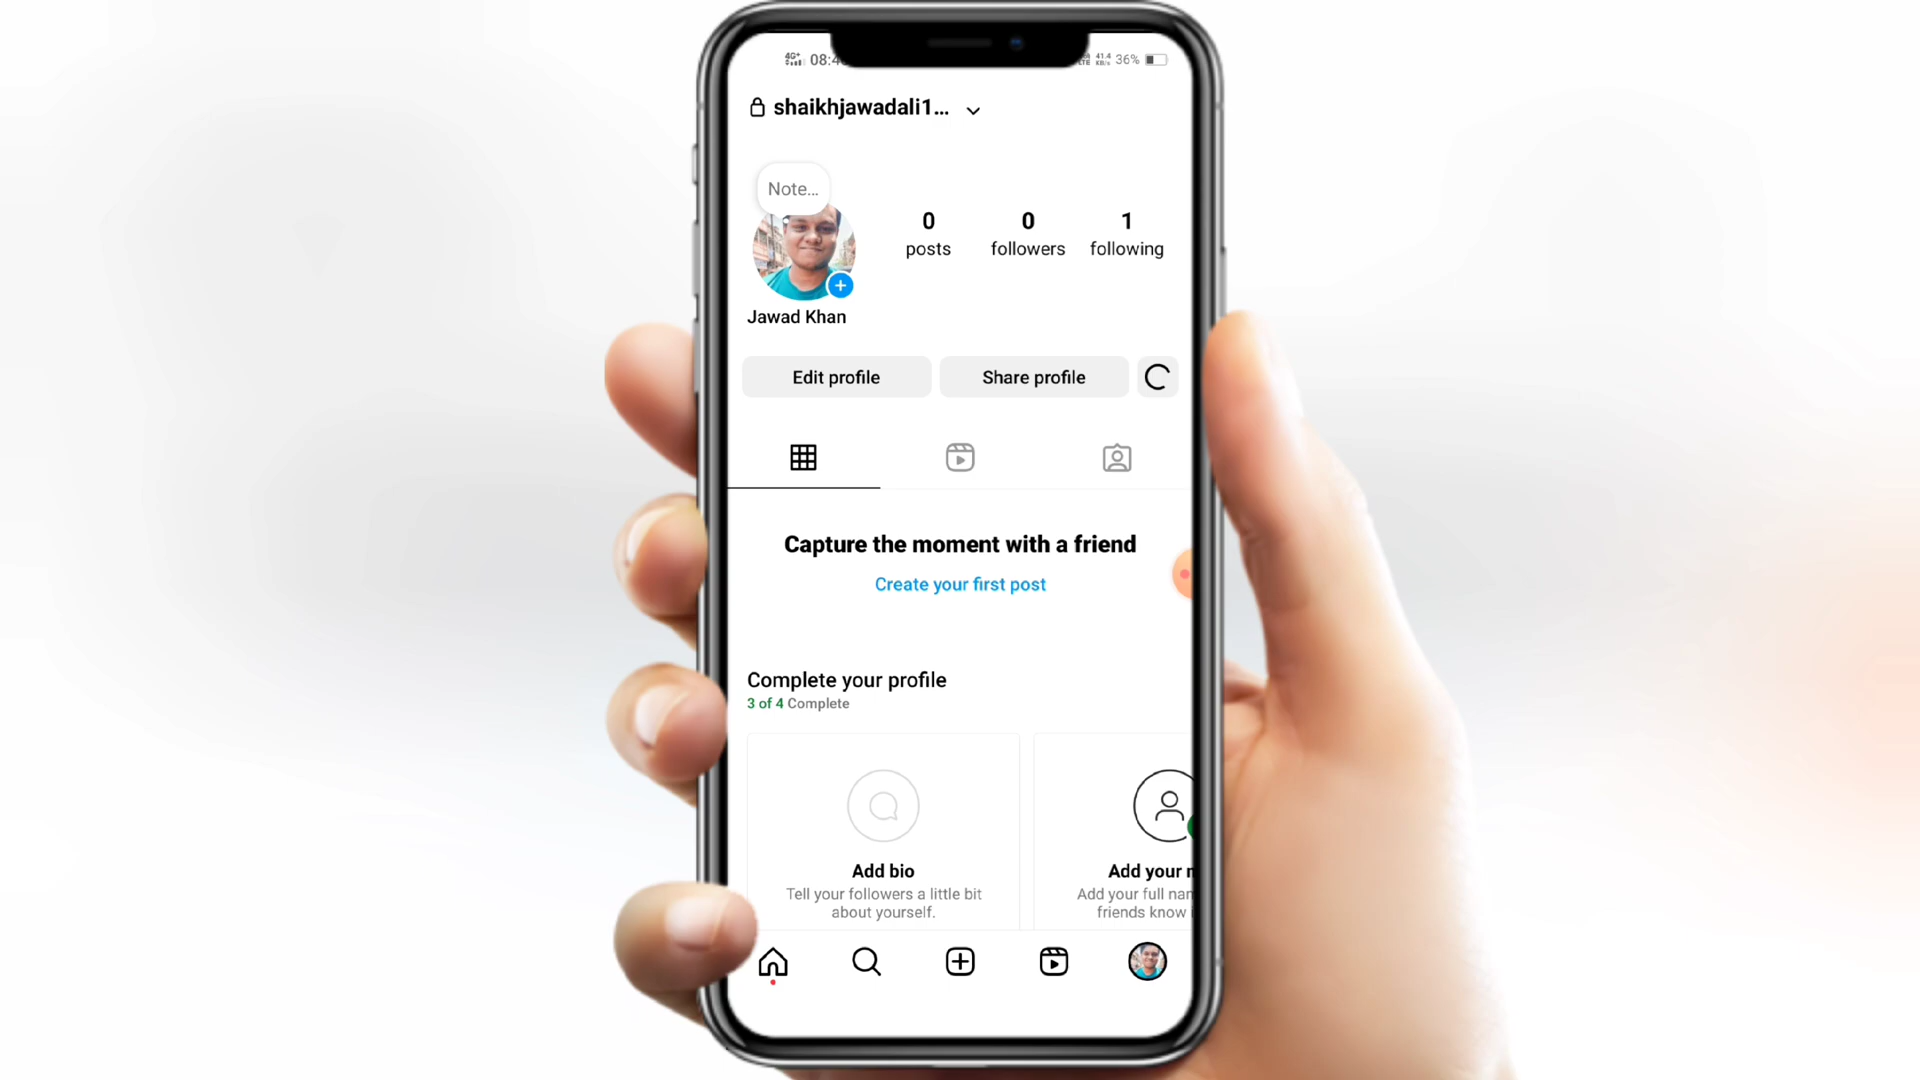 08:4
36%
shaikhjawadali1...
Note...
0 0 1
posts followers following
Jawad Khan
Edit profile Share profile
Capture the moment with a friend
Create your first post
Complete your profile
3 of 4 Complete
Add bio
Tell your followers a little bit
about yourself.
Add your
Add your full
friends know